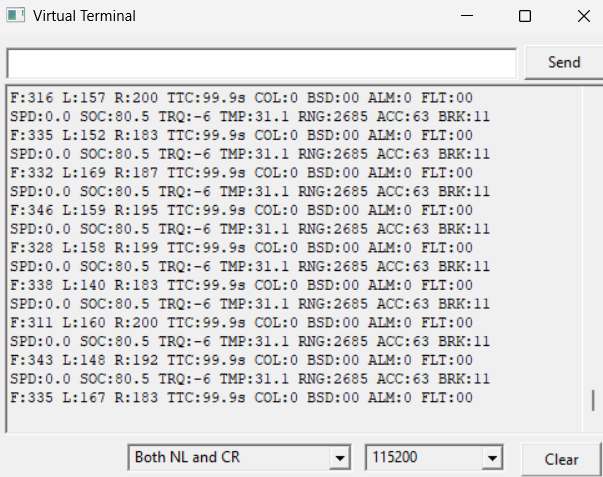 Virtual Terminal
Send
F:316 L:157 R:200 TTC:99.9s COL:0 BSD:00 ALM:0 FLT:00
SPD:0.0 SOC:80.5 TRQ:-6 TMP:31.1 RNG:2685 ACC:63 BRK:11
F:335 L:152 R:183 TTC:99.9s COL:0 BSD:00 ALM:0 FLT:00
SPD:0.0 SOC:80.5 TRQ:-6 TMP:31.1 RNG:2685 ACC:63 BRK:11
F:332 L:169 R:187 TTC:99.9s COL:0 BSD:00 ALM:0 FLT:00
SPD:0.0 SOC:80.5 TRQ:-6 TMP:31.1 RNG:2685 ACC:63 BRK:11
F:346 L:159 R:195 TTC:99.9s COL:0 BSD:00 ALM:0 FLT:00
SPD:0.0 SOC:80.5 TRQ:-6 TMP:31.1 RNG:2685 ACC:63 BRK:11
F:328 L:158 R:199 TTC:99.9s COL:0 BSD:00 ALM:0 FLT:00
SPD:0.0 SOC:80.5 TRQ:-6 TMP:31.1 RNG:2685 ACC:63 BRK:11
F:338 L:140 R:183 TTC:99.9s COL:0 BSD:00 ALM:0 FLT:00
SPD:0.0 SOC:80.5 TRQ:-6 TMP:31.1 RNG:2685 ACC:63 BRK:11
F:311 L:160 R:200 TTC:99.9s COL:0 BSD:00 ALM:0 FLT:00
SPD:0.0 SOC:80.5 TRQ:-6 TMP:31.1 RNG:2685 ACC:63 BRK:11
F:343 L:148 R:192 TTC:99.9s COL:0 BSD:00 ALM:0 FLT:00
SPD:0.0 SOC:80.5 TRQ:-6 TMP:31.1 RNG:2685 ACC:63 BRK:11
F:335 L:167 R:183 TTC:99.9s COL:0 BSD:00 ALM:0 FLT:00
Both NL and CR
115200
Clear